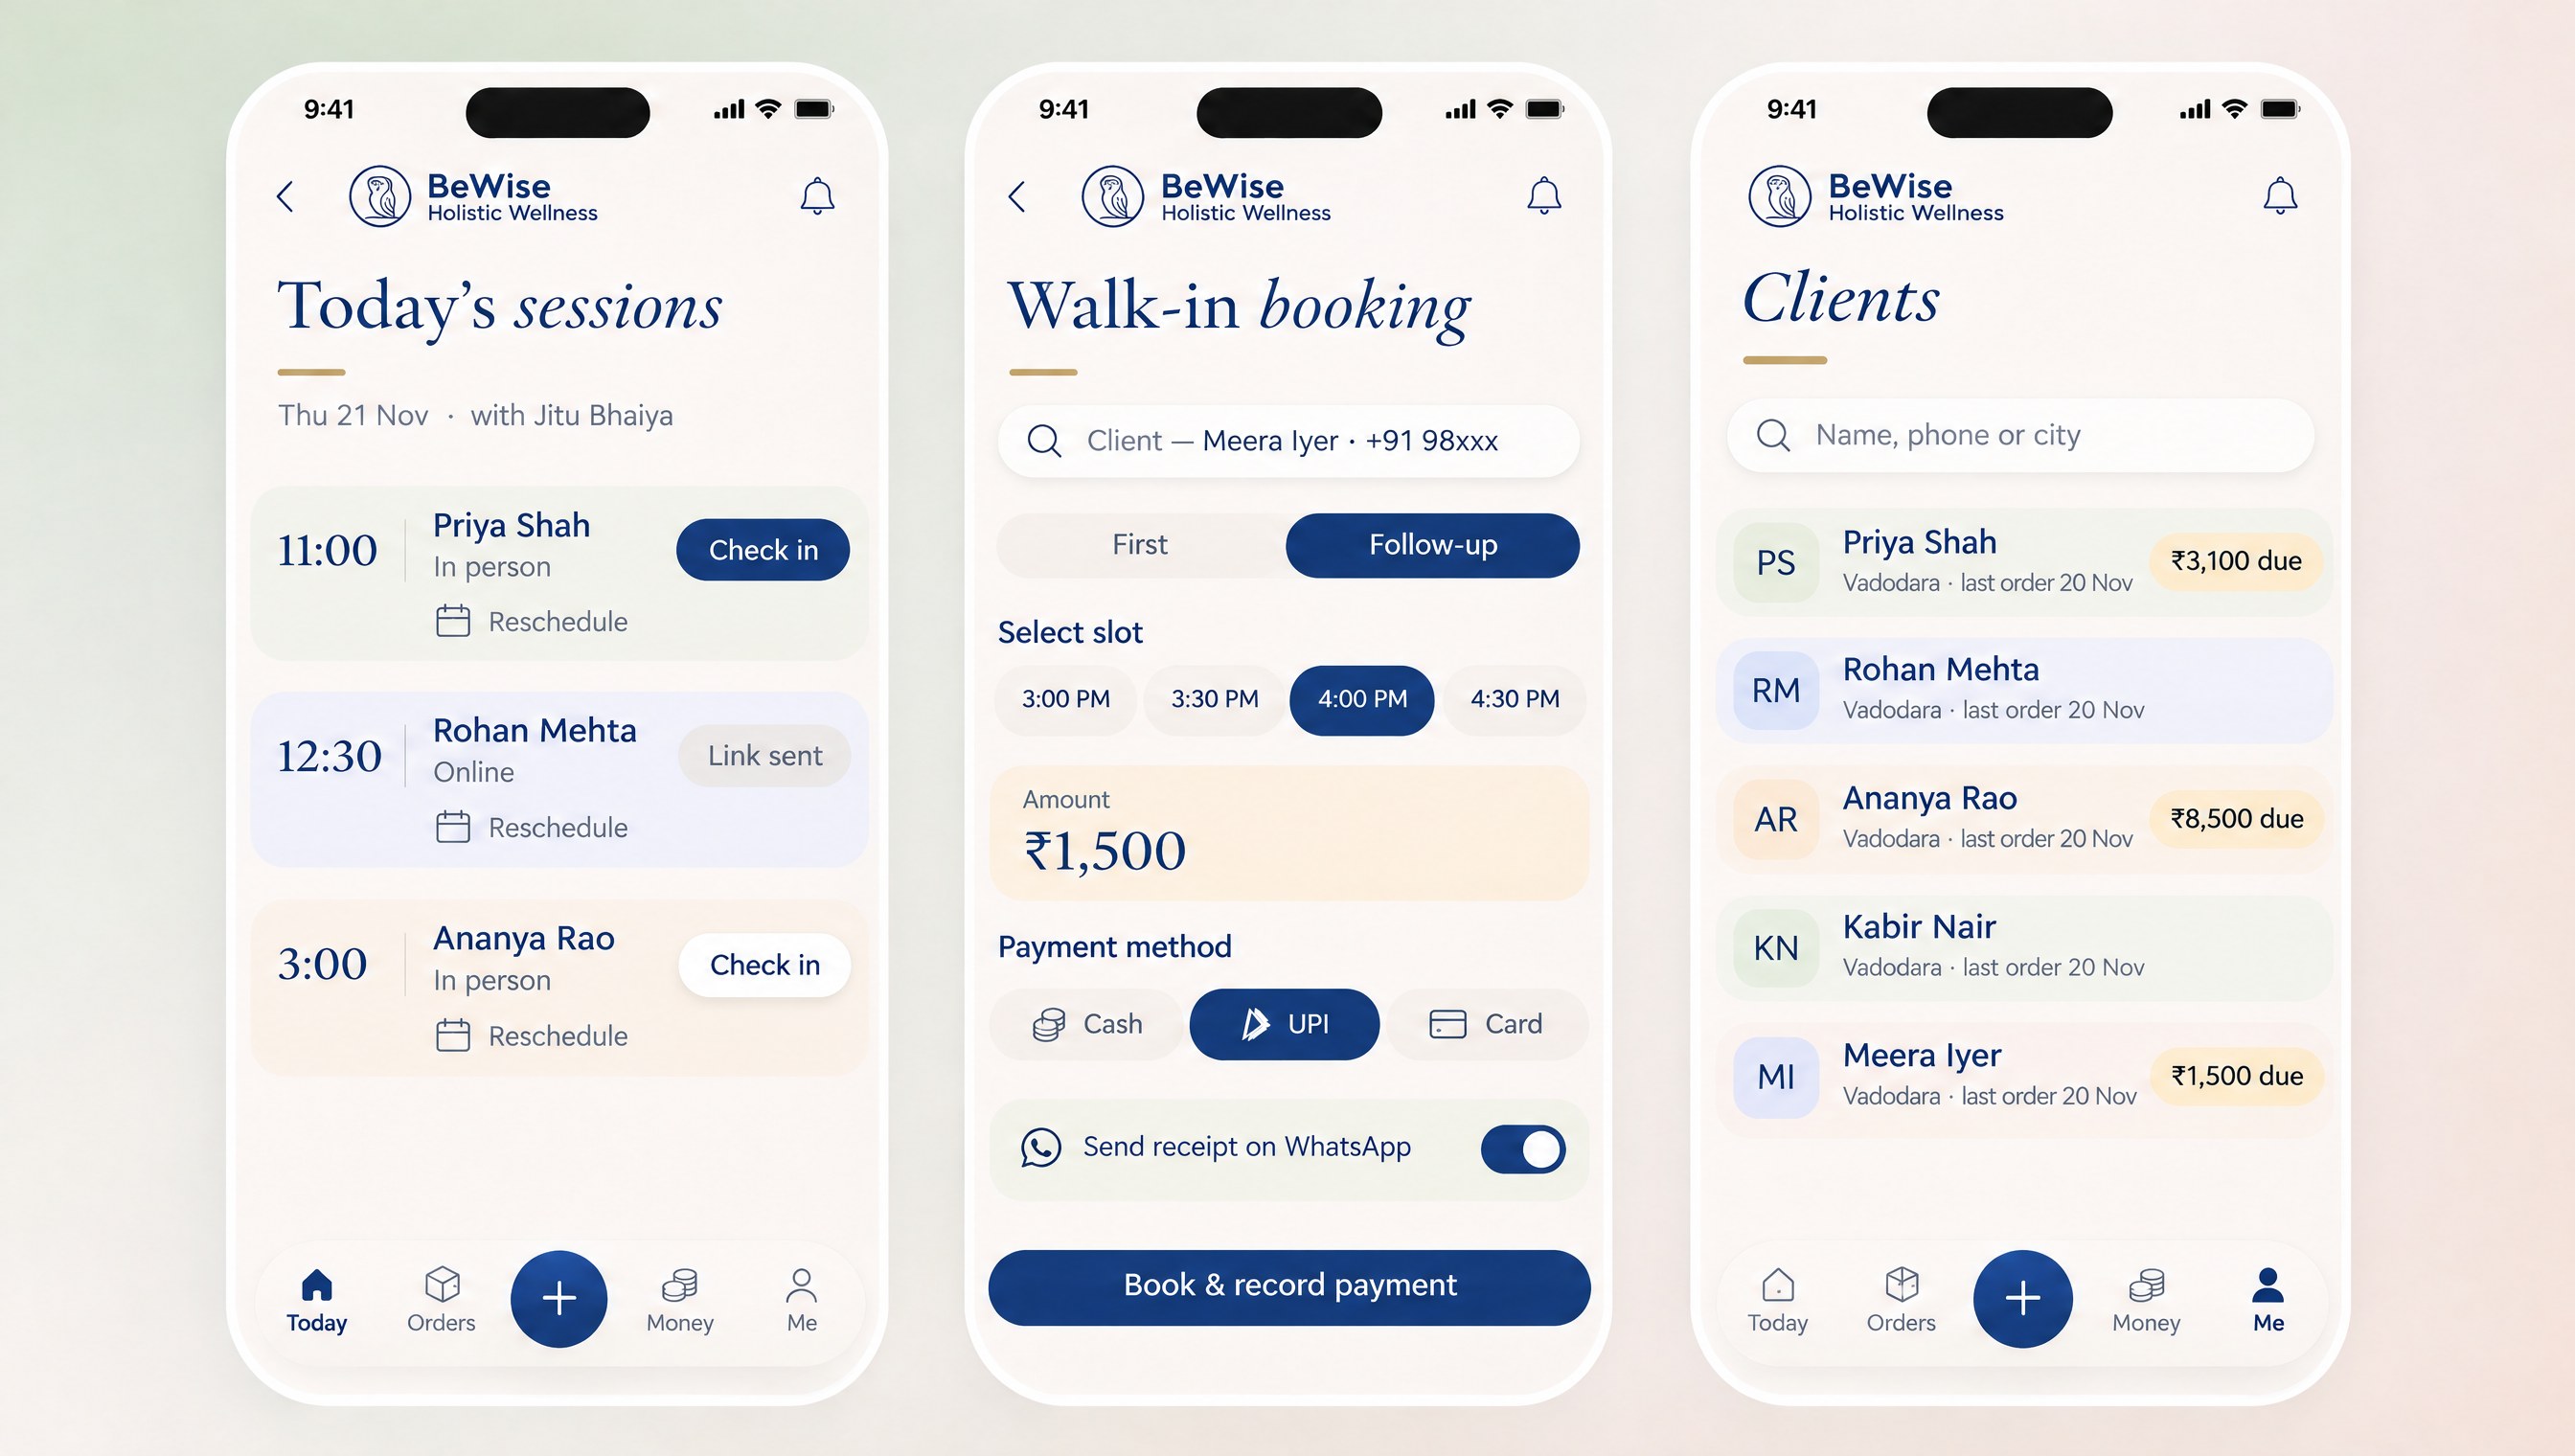 9:41
BeWise
Holistic Wellness
Today's sessions
Thu 21 Nov · with Jitu Bhaiya
11:00
Priya Shah
In person
Check in
Reschedule
12:30
Rohan Mehta
Online
Link sent
Reschedule
3:00
Ananya Rao
In person
Check in
Reschedule
Today
Orders
Money
Me
9:41
BeWise
Holistic Wellness
Walk-in booking
Client — Meera Iyer · +91 98xxx
First
Follow-up
Select slot
3:00 PM
3:30 PM
4:00 PM
4:30 PM
Amount
₹1,500
Payment method
Cash
UPI
Card
Send receipt on WhatsApp
Book & record payment
9:41
BeWise
Holistic Wellness
Clients
Name, phone or city
PS
Priya Shah
Vadodara · last order 20 Nov
₹3,100 due
RM
Rohan Mehta
Vadodara · last order 20 Nov
AR
Ananya Rao
Vadodara · last order 20 Nov
₹8,500 due
KN
Kabir Nair
Vadodara · last order 20 Nov
MI
Meera Iyer
Vadodara · last order 20 Nov
₹1,500 due
Today
Orders
Money
Me